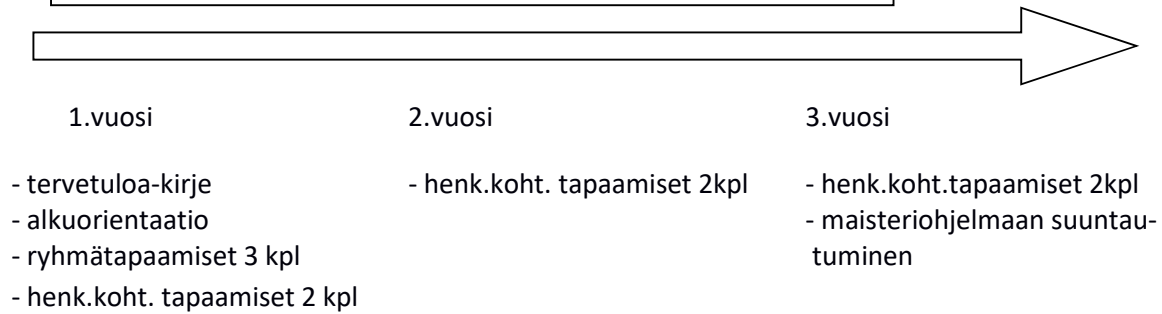 1.vuosi
2.vuosi
3.vuosi
- tervetuloa-kirje
- alkuorientaatio
- ryhmätapaamiset 3 kpl
- henk.koht. tapaamiset 2 kpl
- henk.koht. tapaamiset 2kpl
- henk.koht.tapaamiset 2kpl
- maisteriohjelmaan suuntau-
tuminen